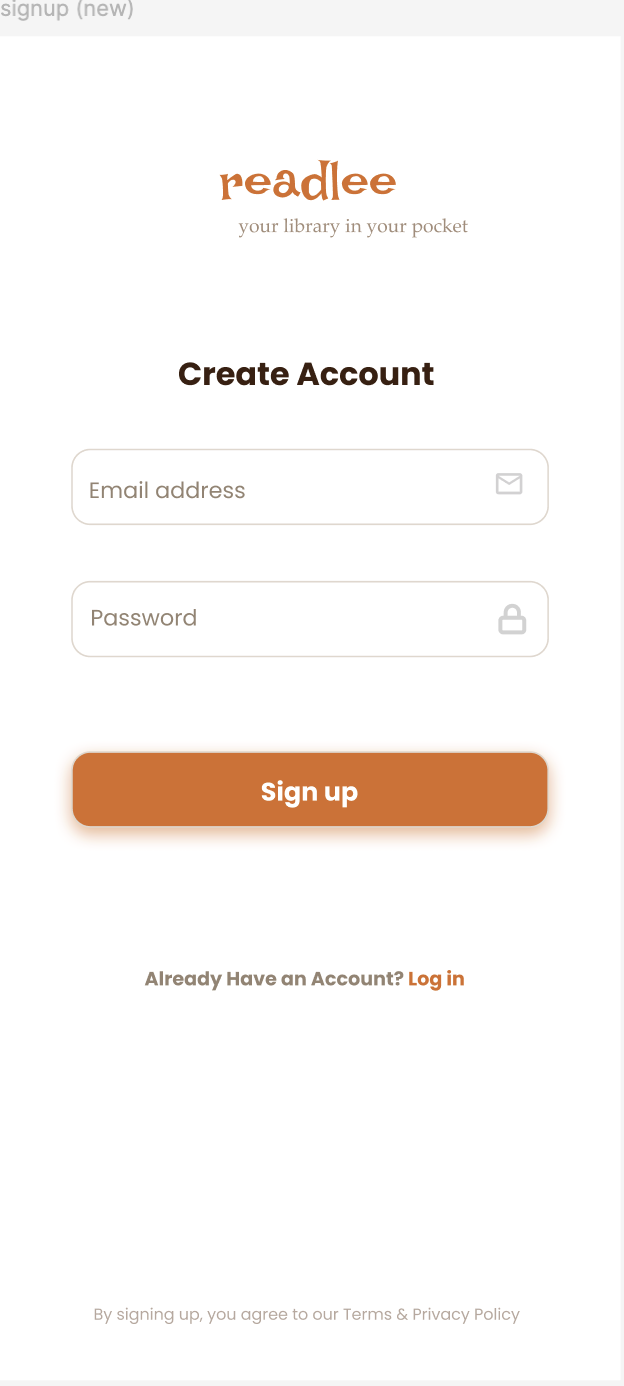 signup (new)
readlee
your library in your pocket
Create Account
Email address
Password
Sign up
Already Have an Account? Log in
By signing up, you agree to our Terms & Privacy Policy